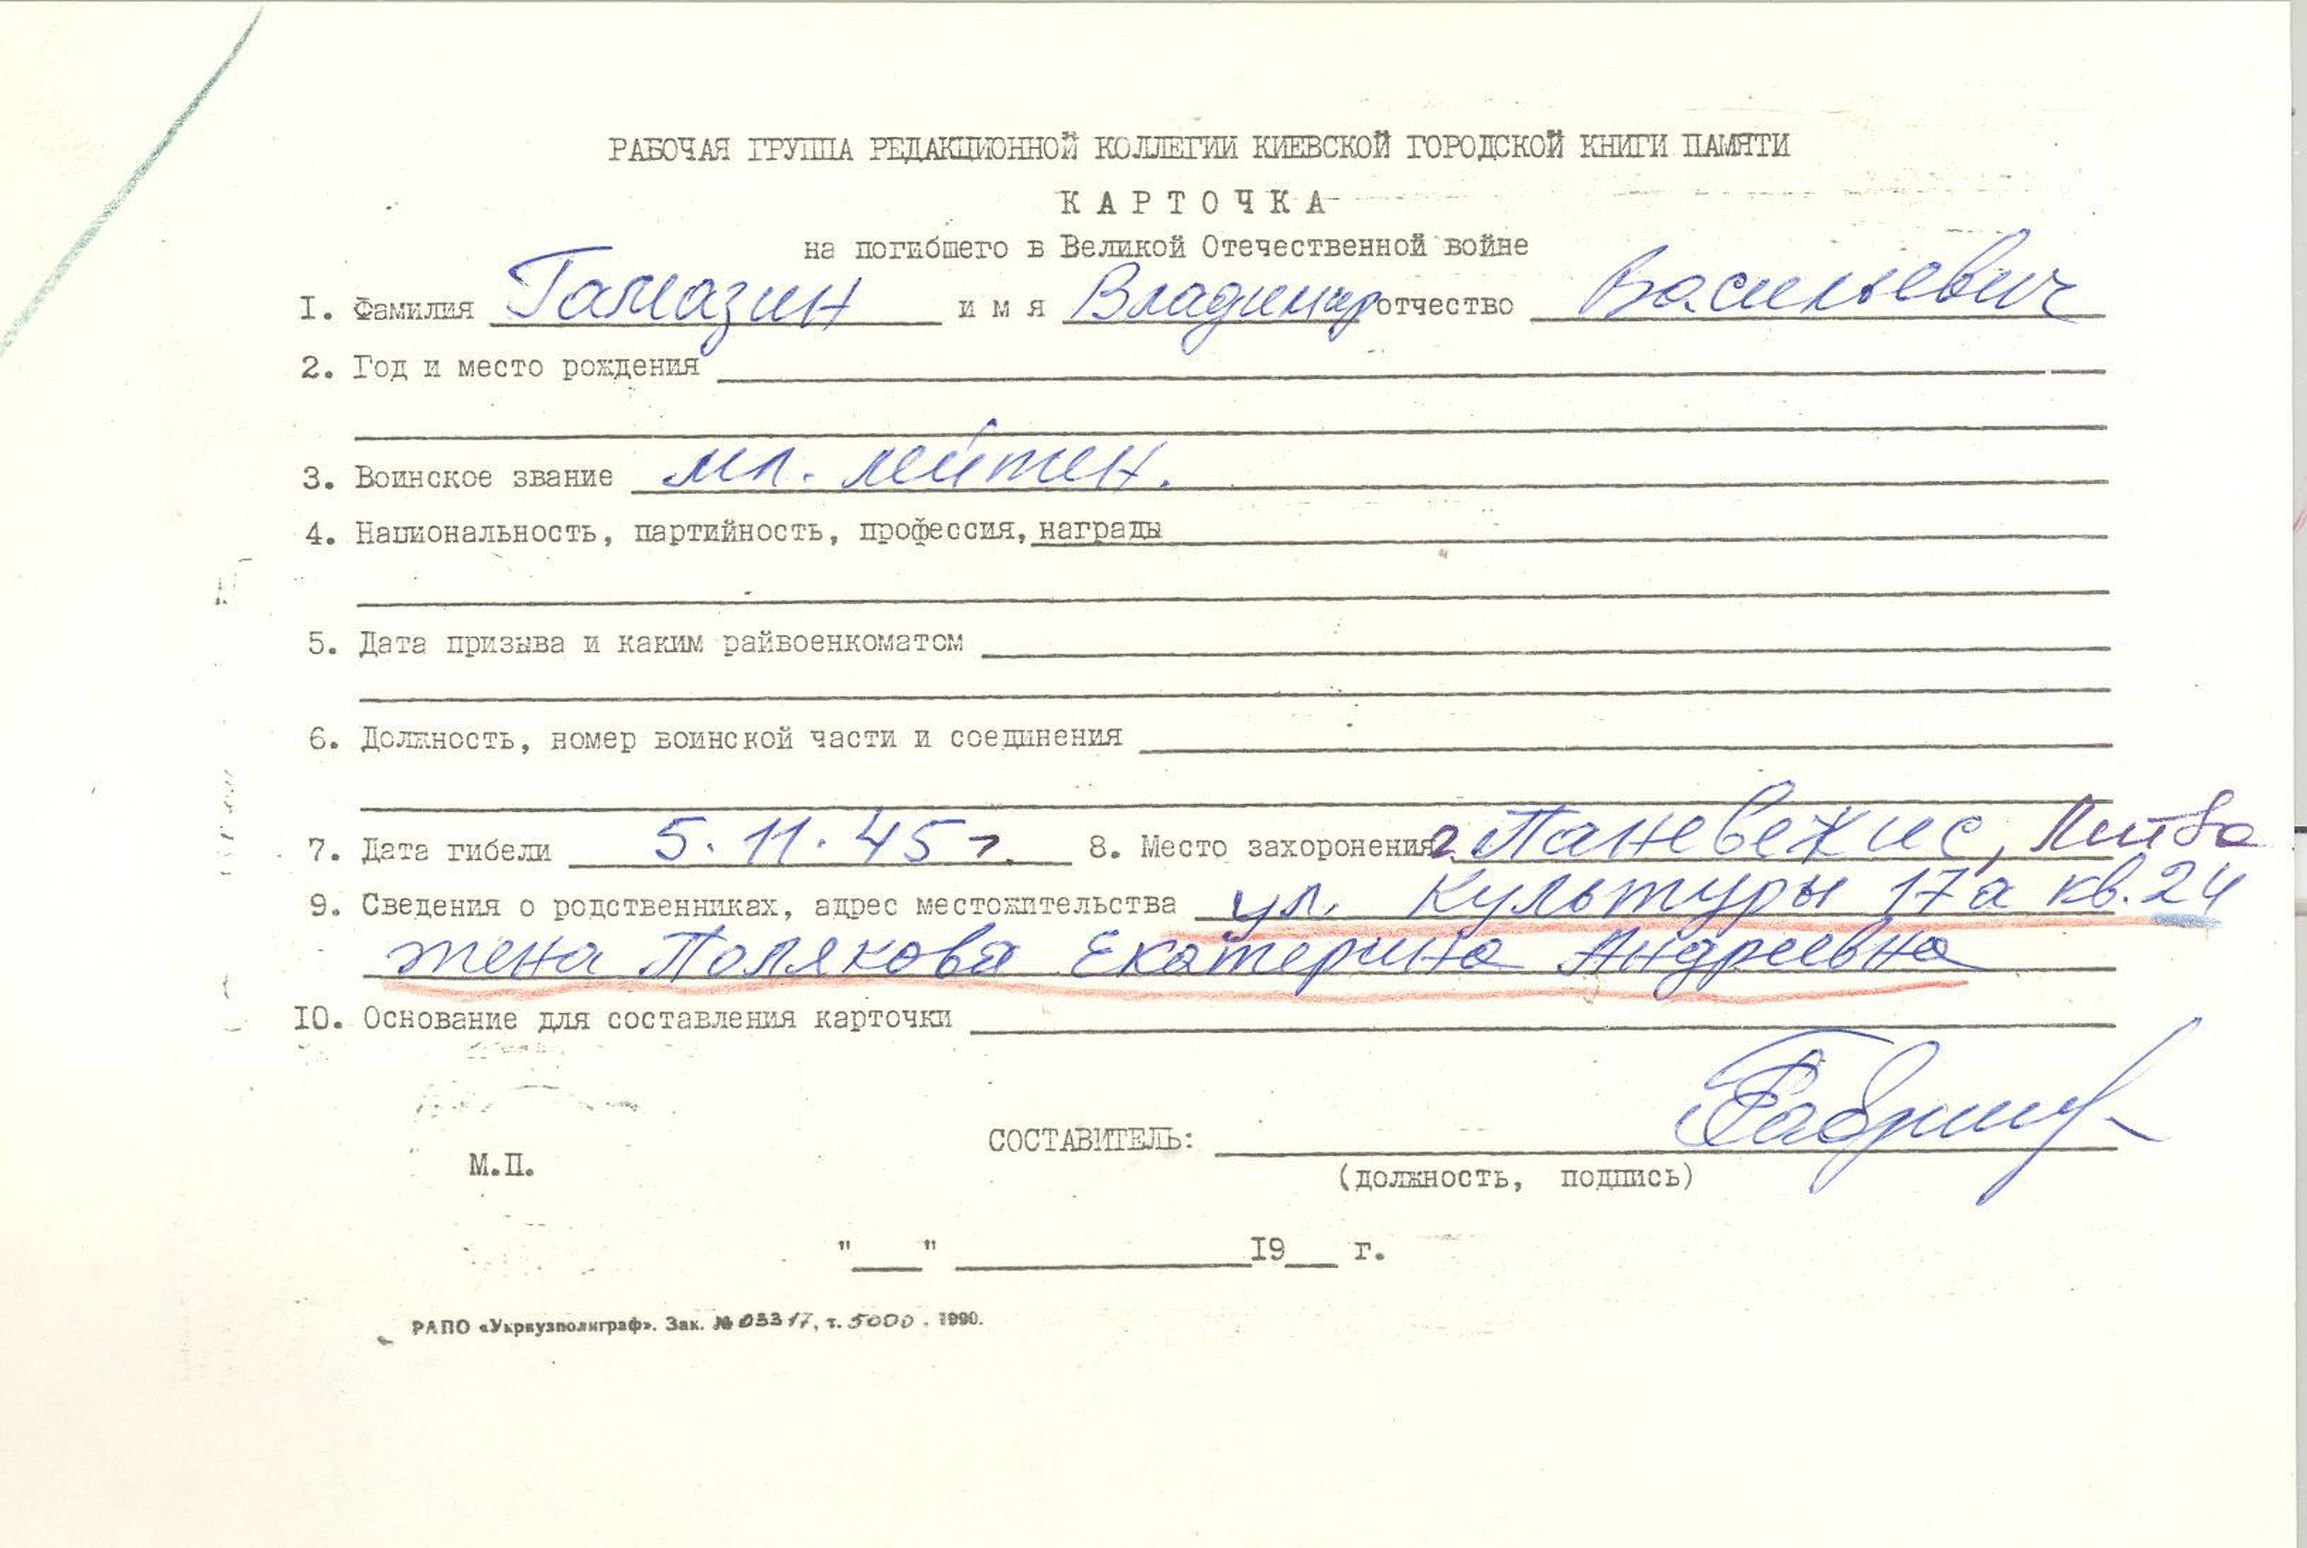 РАБОЧАЯ ГРУППА РЕДАКЦИОННОЙ КОЛЛЕГИИ КИЕВСКОЙ ГОРОДСКОЙ КНИГИ ПАМЯТИ
КАРТОЧКА
на погибшего в Великой Отечественной войне
I. Фамилия Гамазин имя Владимир отчество Васильевич
2. Год и место рождения
3. Воинское звание мл. лейтен.
4. Национальность, партийность, профессия, награды
5. Дата призыва и каким райвоенкоматом
6. Должность, номер воинской части и соединения
7. Дата гибели 5.11.45 г. 8. Место захоронения г. Паневежис, Литва
9. Сведения о родственниках, адрес местожительства ул. Культуры 17а кв. 24
жена Полякова Екатерина Андреевна
IO. Основание для составления карточки
СОСТАВИТЕЛЬ:
М.П.
(должность, подпись)
"___" ____________I9___ г.
РАПО «Укрвузполиграф». Зак. № 03317, т. 5000. 1990.